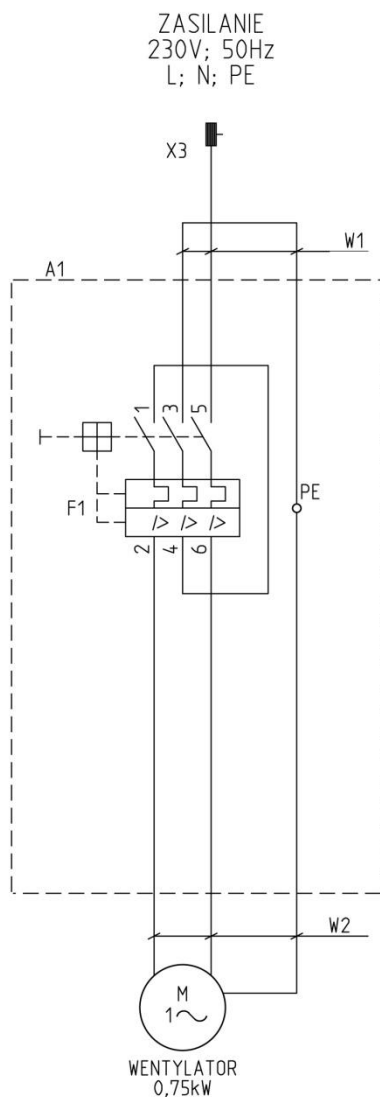 ZASILANIE
230V; 50Hz
L; N; PE
X3
W1
A1
1 3 5
F1
PE
I> I> I>
2 4 6
W2
M
1~
WENTYLATOR
0,75kW